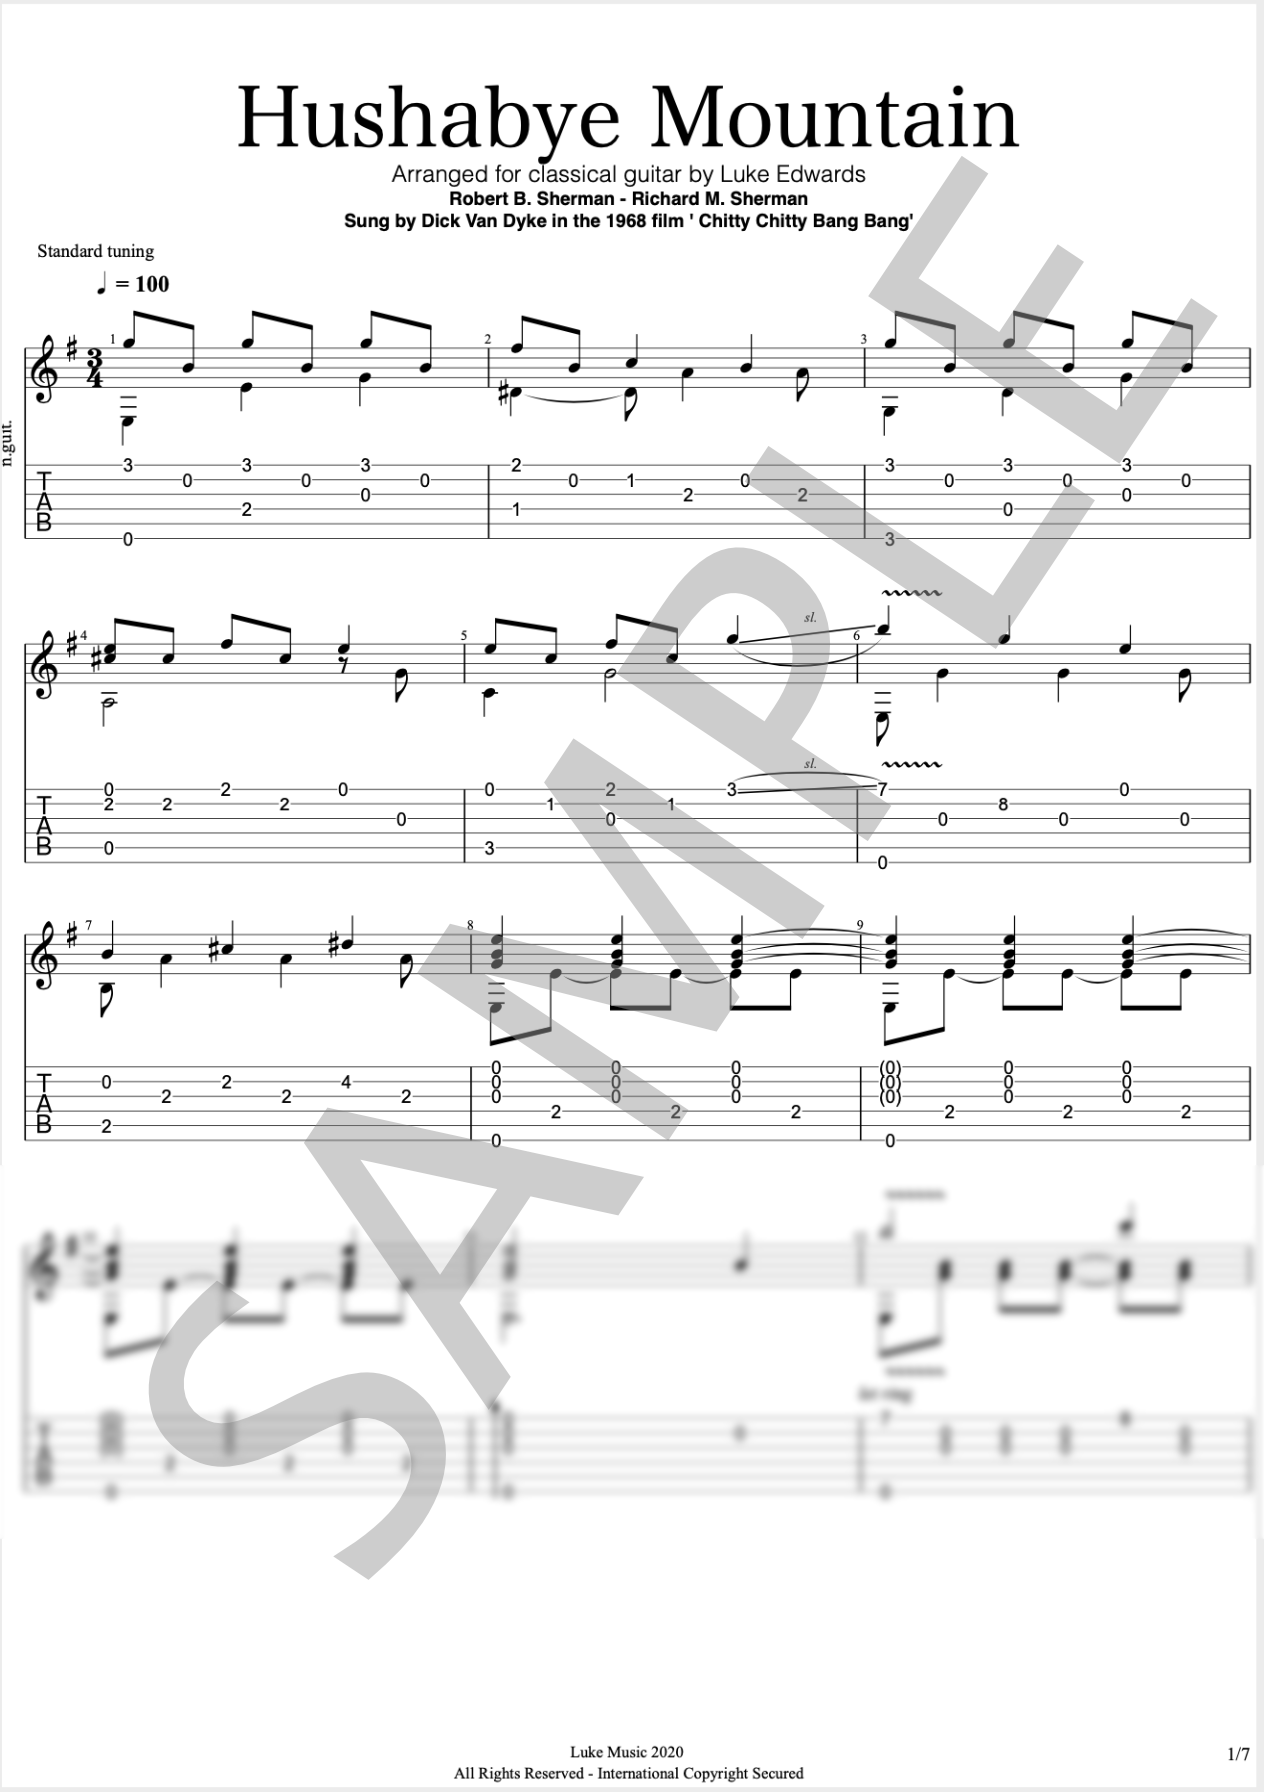 Hushabye Mountain
Arranged for classical guitar by Luke Edwards
Robert B. Sherman - Richard M. Sherman
Sung by Dick Van Dyke in the 1968 film ' Chitty Chitty Bang Bang'
Standard tuning
♩ = 100
n.guit.
3 4
1 2 3
T A B
3 0 3 0 3 0 2 0 1 0 3 0 3 0 3 0
2 0 2 2 0 0
1
0 3
4 5 6
sl.
sl.
T A B
0 2 0 0 2 3 7 0
2 2 2 1 1 8
0 0 0 0 0
0 3
0
7 8 9
T A B
0 0 0 (0) 0 0
0 2 4 0 0 0 (0) 0 0
2 2 2 0 0 0 (0) 0 0
2 2 2 2 2 2
2
0 0
let ring
SAMPLE
Luke Music 2020
All Rights Reserved - International Copyright Secured
1/7